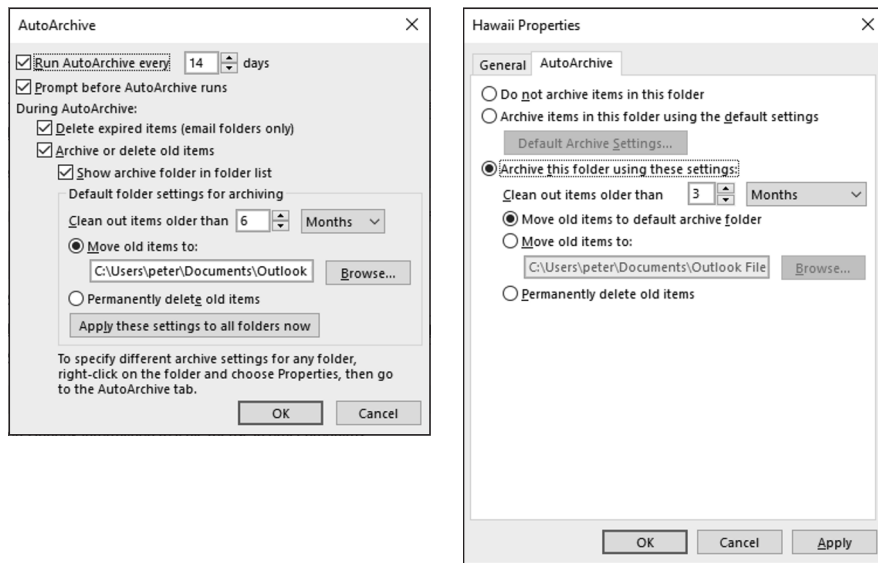 AutoArchive
Run AutoArchive every 14 days
Prompt before AutoArchive runs
During AutoArchive:
Delete expired items (email folders only)
Archive or delete old items
Show archive folder in folder list
Default folder settings for archiving
Clean out items older than 6 Months
Move old items to:
C:\Users\peter\Documents\Outlook Browse...
Permanently delete old items
Apply these settings to all folders now
To specify different archive settings for any folder,
right-click on the folder and choose Properties, then go
to the AutoArchive tab.
OK Cancel
Hawaii Properties
General AutoArchive
Do not archive items in this folder
Archive items in this folder using the default settings
Default Archive Settings...
Archive this folder using these settings:
Clean out items older than 3 Months
Move old items to default archive folder
Move old items to:
C:\Users\peter\Documents\Outlook File Browse...
Permanently delete old items
OK Cancel Apply